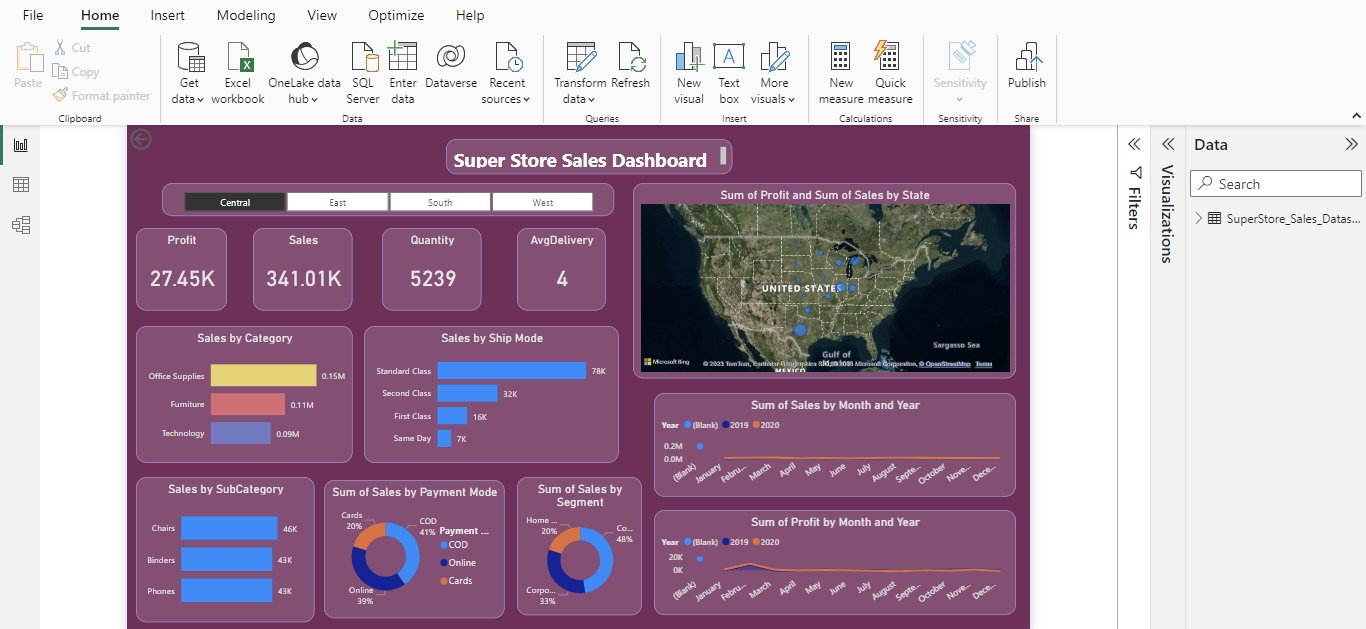 File Home Insert Modeling View Optimize Help
Paste
Cut
Copy
Format painter
Clipboard
Get
data
Excel
workbook
OneLake data
hub
SQL
Server
Enter
data
Dataverse
Recent
sources
Data
Transform
data
Refresh
Queries
New
visual
Text
box
More
visuals
Insert
New
measure
Quick
measure
Calculations
Sensitivity
Sensitivity
Publish
Share
Super Store Sales Dashboard
Central East South West
Profit
27.45K
Sales
341.01K
Quantity
5239
AvgDelivery
4
Sum of Profit and Sum of Sales by State
UNITED STATES
Gulf of
MEXICO
Sargasso Sea
Microsoft Bing
© OpenStreetMap Terms
Sales by Category
Office Supplies 0.15M
Furniture 0.11M
Technology 0.09M
Sales by Ship Mode
Standard Class 78K
Second Class 32K
First Class 16K
Same Day 7K
Sum of Sales by Month and Year
Year (Blank) 2019 2020
0.2M
0.0M
(Blank) January Febru... March April May June July August Septe... October Nove... Dece...
Sales by SubCategory
Chairs 46K
Binders 43K
Phones 43K
Sum of Sales by Payment Mode
Cards
20%
COD
41%
Online
39%
Payment ...
COD
Online
Cards
Sum of Sales by
Segment
Home ...
20%
Co...
48%
Corpo...
33%
Sum of Profit by Month and Year
Year (Blank) 2019 2020
20K
0K
(Blank) January Febru... March April May June July August Septe... October Nove... Dece...
Filters
Visualizations
Data
Search
SuperStore_Sales_Datas...